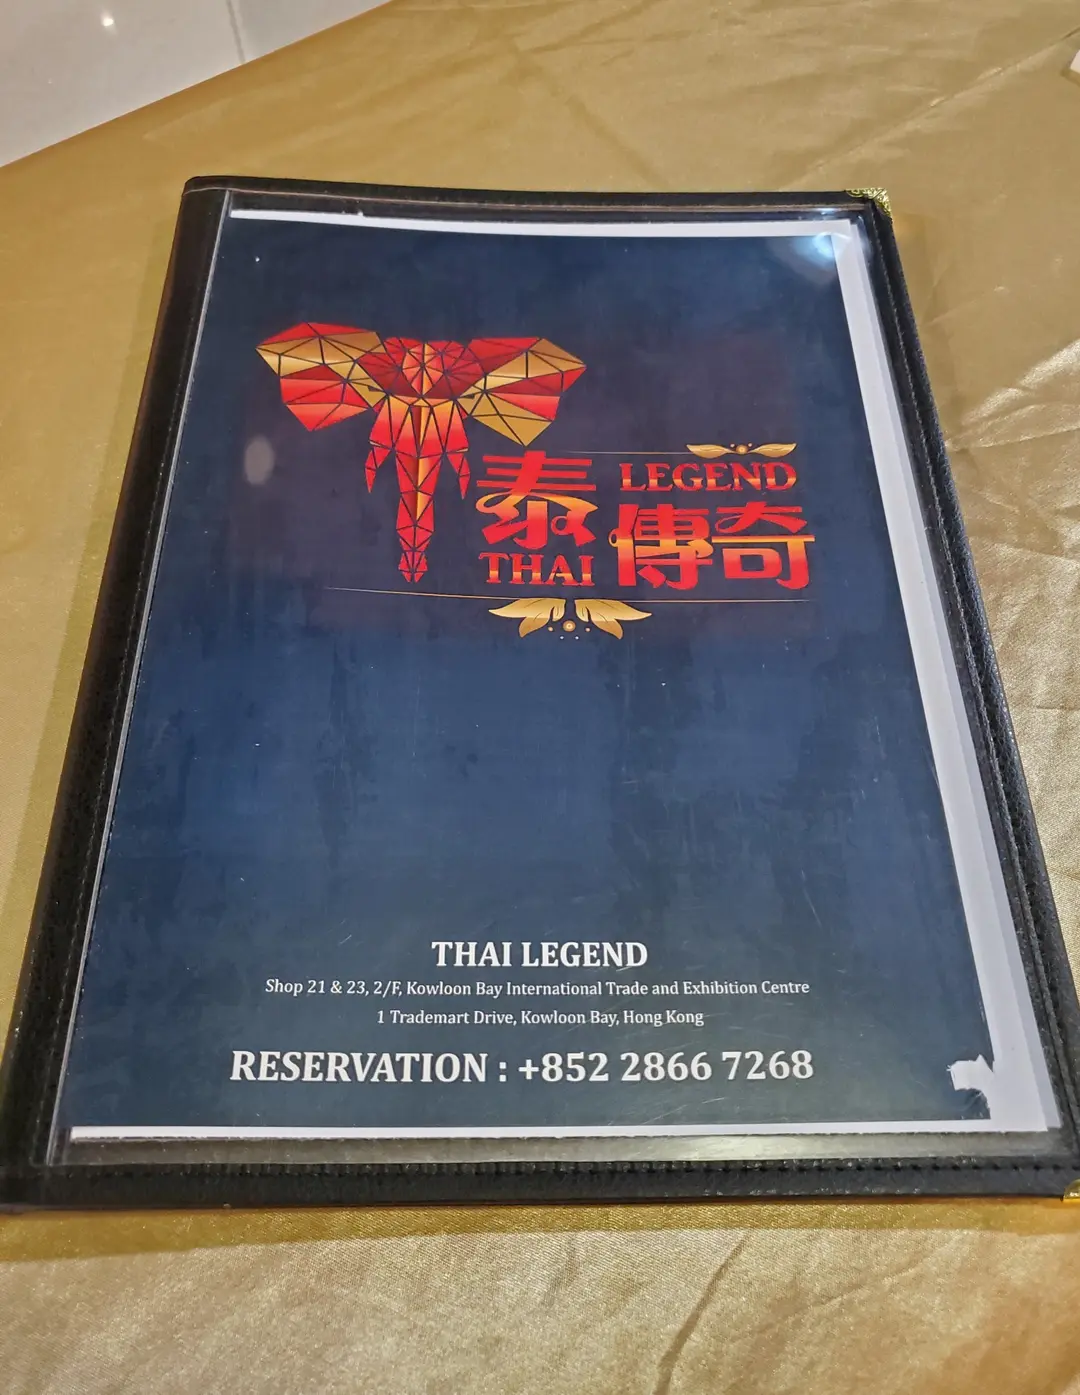 泰 LEGEND
THAI 傳奇
THAI LEGEND
Shop 21 & 23, 2/F, Kowloon Bay International Trade and Exhibition Centre
1 Trademart Drive, Kowloon Bay, Hong Kong
RESERVATION : +852 2866 7268